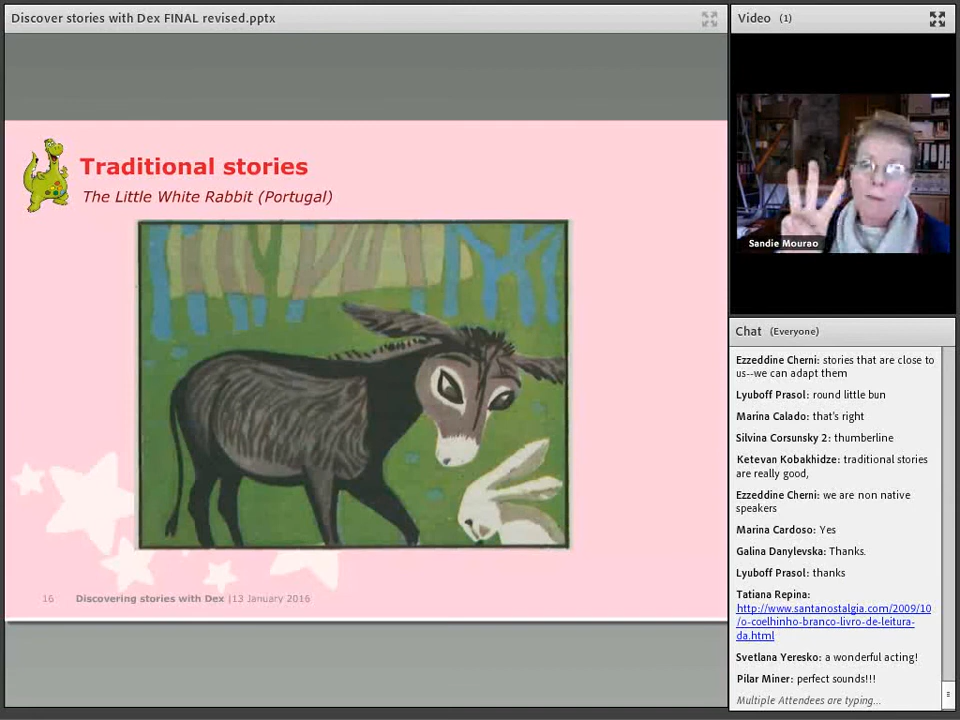 Discover stories with Dex FINAL revised.pptx
Traditional stories
The Little White Rabbit (Portugal)
16 Discovering stories with Dex |13 January 2016
Video (1)
Sandie Mourao
Chat (Everyone)
Ezzeddine Cherni: stories that are close to
us--we can adapt them
Lyuboff Prasol: round little bun
Marina Calado: that's right
Silvina Corsunsky 2: thumberline
Ketevan Kobakhidze: traditional stories
are really good,
Ezzeddine Cherni: we are non native
speakers
Marina Cardoso: Yes
Galina Danylevska: Thanks.
Lyuboff Prasol: thanks
Tatiana Repina:
http://www.santanostalgia.com/2009/10
/o-coelhinho-branco-livro-de-leitura-
da.html
Svetlana Yeresko: a wonderful acting!
Pilar Miner: perfect sounds!!!
Multiple Attendees are typing...